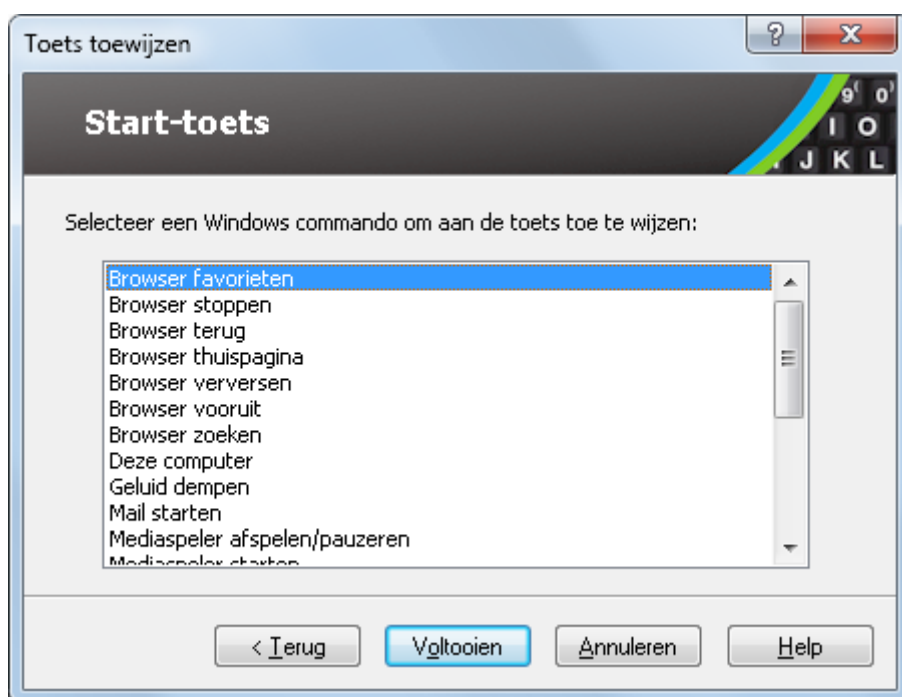 Toets toewijzen
Start-toets
9( 0)
I O
J K L
Selecteer een Windows commando om aan de toets toe te wijzen:
Browser favorieten
Browser stoppen
Browser terug
Browser thuispagina
Browser verversen
Browser vooruit
Browser zoeken
Deze computer
Geluid dempen
Mail starten
Mediaspeler afspelen/pauzeren
Mediaspeler starten
< Terug
Voltooien
Annuleren
Help